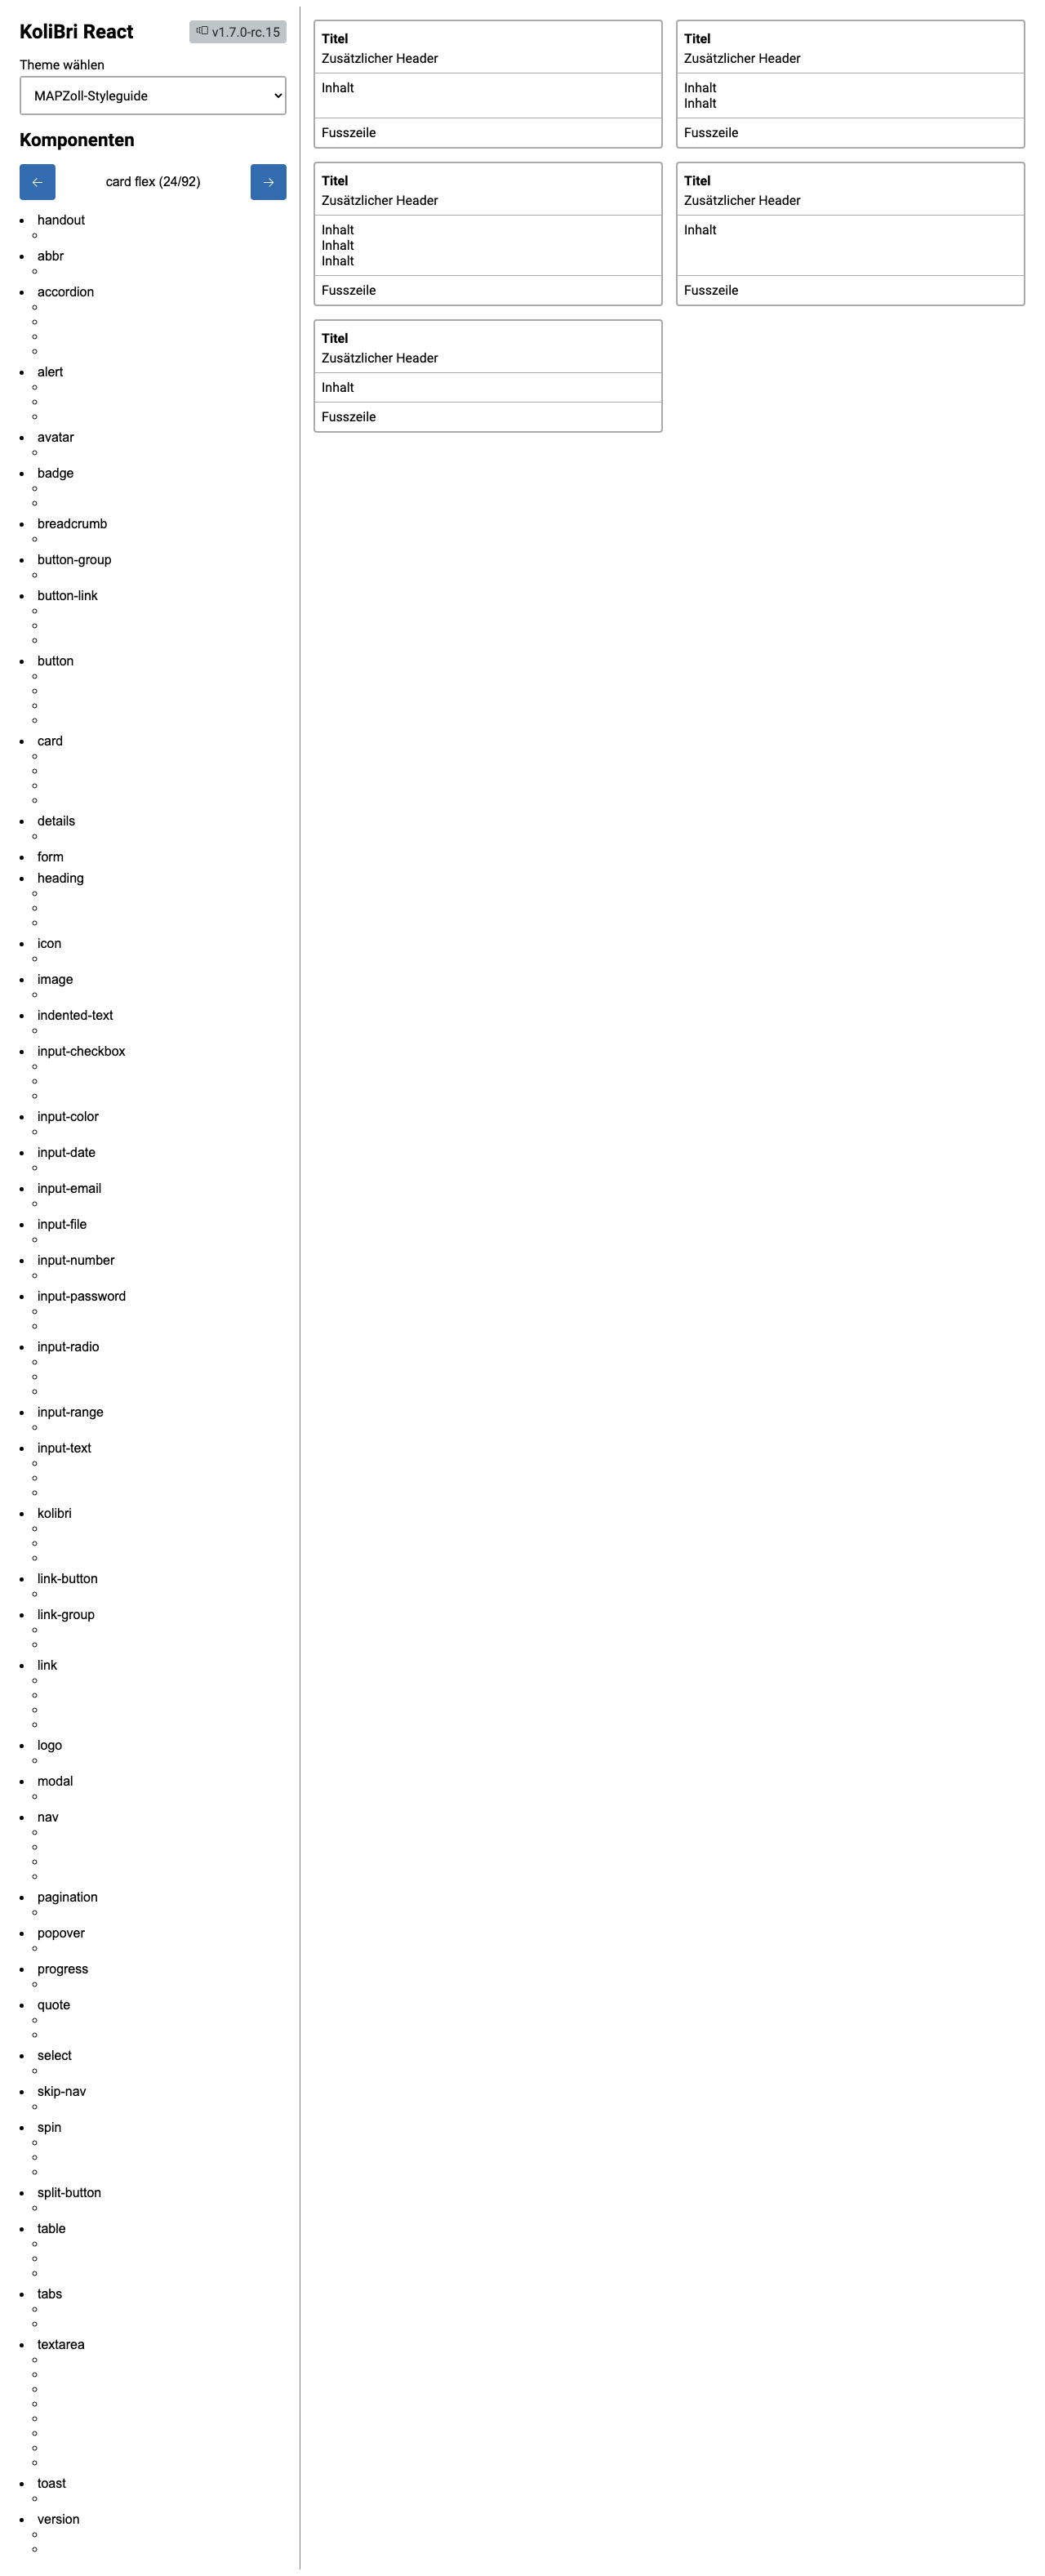 KoliBri React
v1.7.0-rc.15
Theme wählen
MAPZoll-Styleguide
Komponenten
card flex (24/92)
handout
abbr
accordion
alert
avatar
badge
breadcrumb
button-group
button-link
button
card
details
form
heading
icon
image
indented-text
input-checkbox
input-color
input-date
input-email
input-file
input-number
input-password
input-radio
input-range
input-text
kolibri
link-button
link-group
link
logo
modal
nav
pagination
popover
progress
quote
select
skip-nav
spin
split-button
table
tabs
textarea
toast
version
Titel
Zusätzlicher Header
Inhalt
Fusszeile
Titel
Zusätzlicher Header
Inhalt
Inhalt
Fusszeile
Titel
Zusätzlicher Header
Inhalt
Inhalt
Inhalt
Fusszeile
Titel
Zusätzlicher Header
Inhalt
Fusszeile
Titel
Zusätzlicher Header
Inhalt
Fusszeile